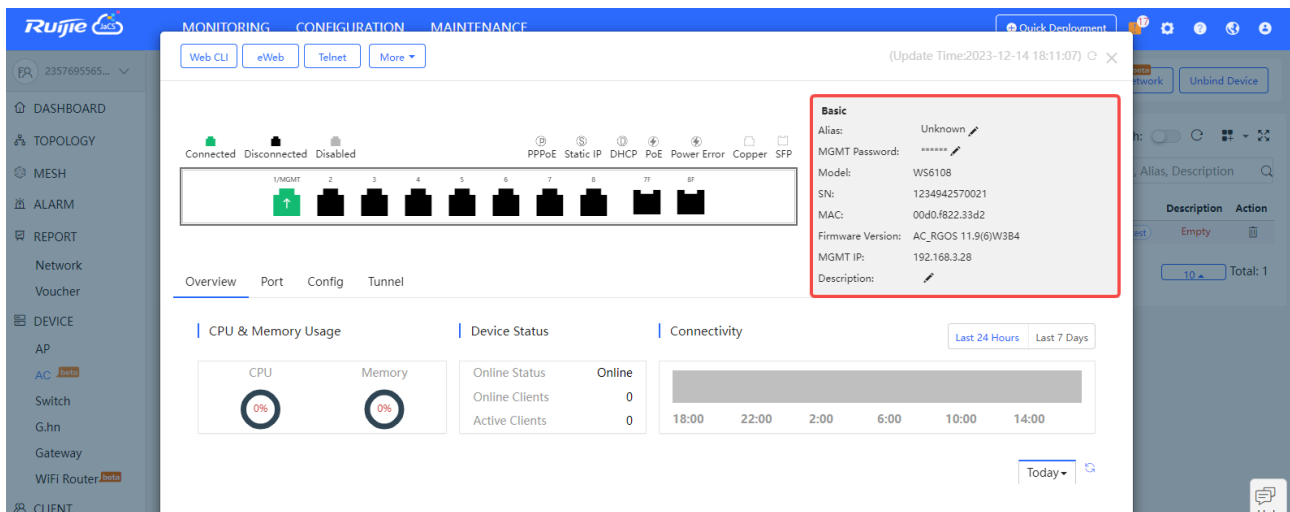 Ruijie JaCS MONITORING CONFIGURATION MAINTENANCE Quick Deployment 17
2357695565...
DASHBOARD
TOPOLOGY
MESH
ALARM
REPORT
Network
Voucher
DEVICE
AP
AC beta
Switch
G.hn
Gateway
WiFi Router beta
CLIENT
Web CLI eWeb Telnet More
(Update Time:2023-12-14 18:11:07)
Connected Disconnected Disabled
PPPoE Static IP DHCP PoE Power Error Copper SFP
1/MGMT 2 3 4 5 6 7 8 7F 8F
Basic
Alias: Unknown
MGMT Password: ******
Model: WS6108
SN: 1234942570021
MAC: 00d0.f822.33d2
Firmware Version: AC_RGOS 11.9(6)W3B4
MGMT IP: 192.168.3.28
Description:
Overview Port Config Tunnel
CPU & Memory Usage
CPU Memory
0% 0%
Device Status
Online Status Online
Online Clients 0
Active Clients 0
Connectivity
Last 24 Hours Last 7 Days
18:00 22:00 2:00 6:00 10:00 14:00
Today
beta
Unbind Device
, Alias, Description
Description Action
Empty
10 Total: 1